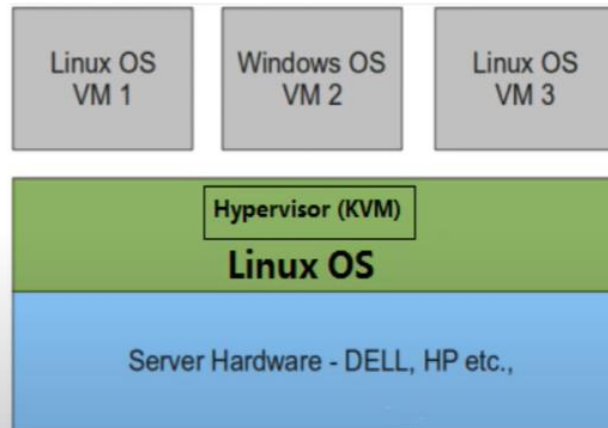 Linux OS
VM 1
Windows OS
VM 2
Linux OS
VM 3
Hypervisor (KVM)
Linux OS
Server Hardware - DELL, HP etc.,